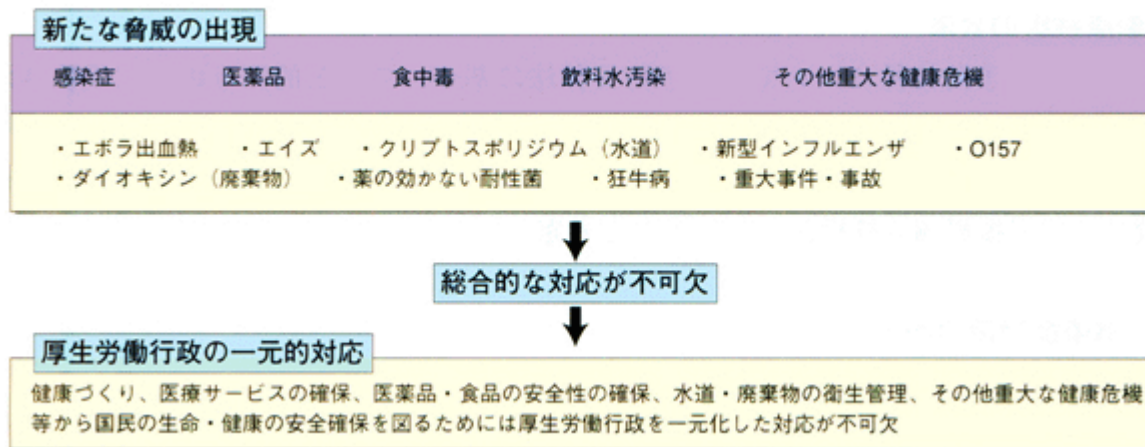 新たな脅威の出現
感染症 医薬品 食中毒 飲料水汚染 その他重大な健康危機
・エボラ出血熱 ・エイズ ・クリプトスポリジウム（水道） ・新型インフルエンザ ・O157
・ダイオキシン（廃棄物） ・薬の効かない耐性菌 ・狂牛病 ・重大事件・事故
総合的な対応が不可欠
厚生労働行政の一元的対応
健康づくり、医療サービスの確保、医薬品・食品の安全性の確保、水道・廃棄物の衛生管理、その他重大な健康危機
等から国民の生命・健康の安全確保を図るためには厚生労働行政を一元化した対応が不可欠